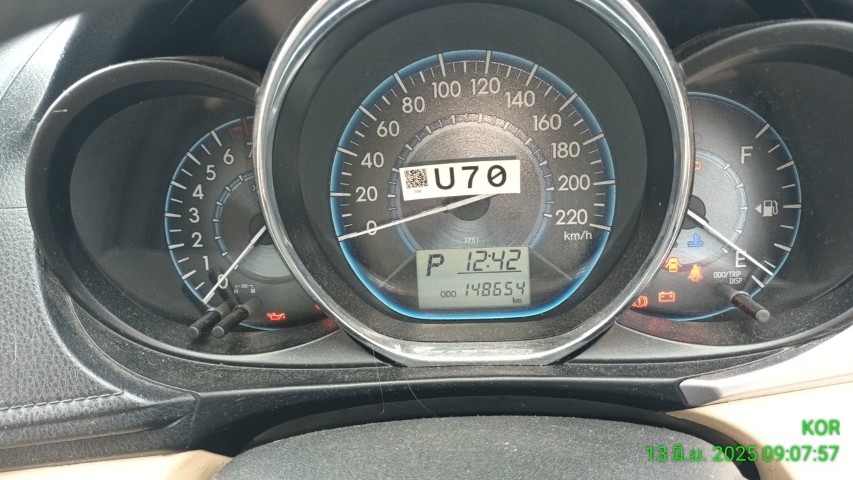 0 1 2 3 4 5 6 7
0 20 40 60 80 100 120 140 160 180 200 220
km/h
U70
P 12:42
ODO 148654 km
F
E
ODO/TRIP
DISP
KOR
13 มิ.ย. 2025 09:07:57